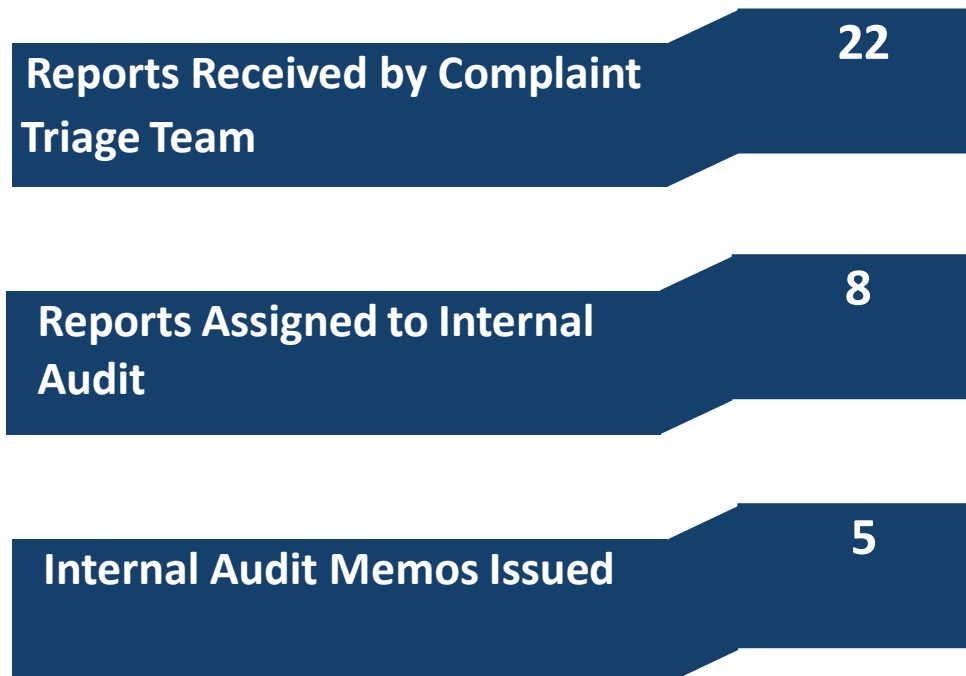 22
Reports Received by Complaint
Triage Team
8
Reports Assigned to Internal
Audit
5
Internal Audit Memos Issued